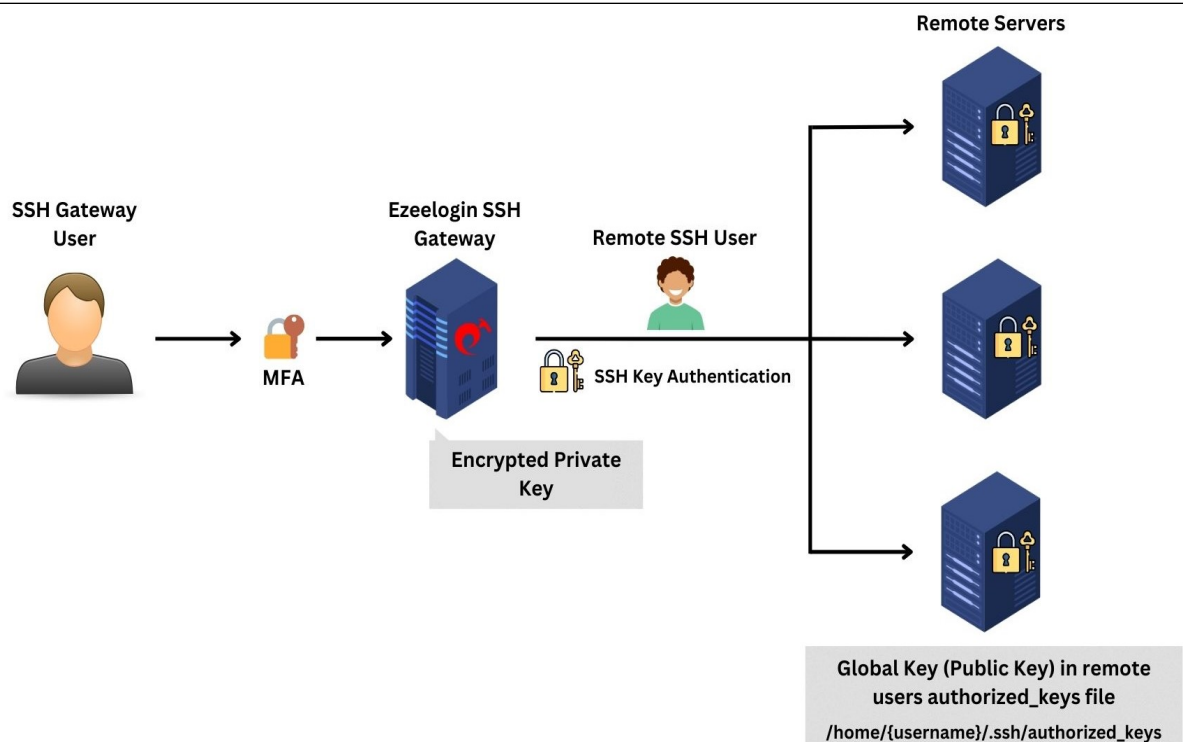 Remote Servers
SSH Gateway
User
Ezeelogin SSH
Gateway
Remote SSH User
MFA
SSH Key Authentication
Encrypted Private
Key
Global Key (Public Key) in remote
users authorized_keys file
/home/{username}/.ssh/authorized_keys